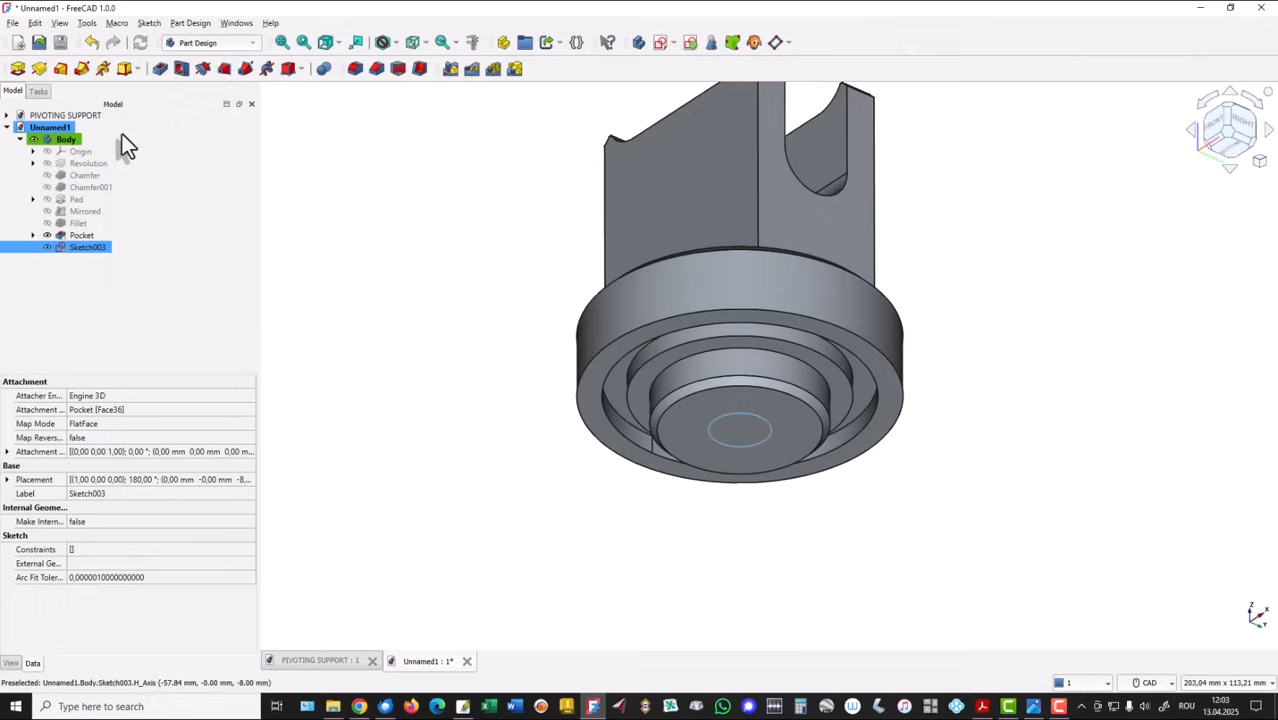 * Unnamed1 - FreeCAD 1.0.0
File Edit View Tools Macro Sketch Part Design Windows Help
Part Design
Model Tasks
Model
PIVOTING SUPPORT
Unnamed1
Body
Origin
Revolution
Chamfer
Chamfer001
Pad
Mirrored
Fillet
Pocket
Sketch003
Attachment
Attacher En... Engine 3D
Attachment ... Pocket [Face36]
Map Mode FlatFace
Map Revers... false
Attachment ... [(0,00 0,00 1,00); 0,00 °; (0,00 mm 0,00 mm 0,00 m...
Base
Placement [(1,00 0,00 0,00); 180,00 °; (0,00 mm -0,00 mm -8,...
Label Sketch003
Internal Geome...
Make Intern... false
Sketch
Constraints []
External Ge...
Arc Fit Toler... 0,0000010000000000
View Data
PIVOTING SUPPORT : 1
Unnamed1 : 1*
Preselected: Unnamed1.Body.Sketch003.H_Axis (-57.84 mm, -0.00 mm, -8.00 mm)
1 CAD 203,04 mm x 113,21 mm
FRONT RIGHT
Z X Y
Type here to search
12:03
13.04.2025